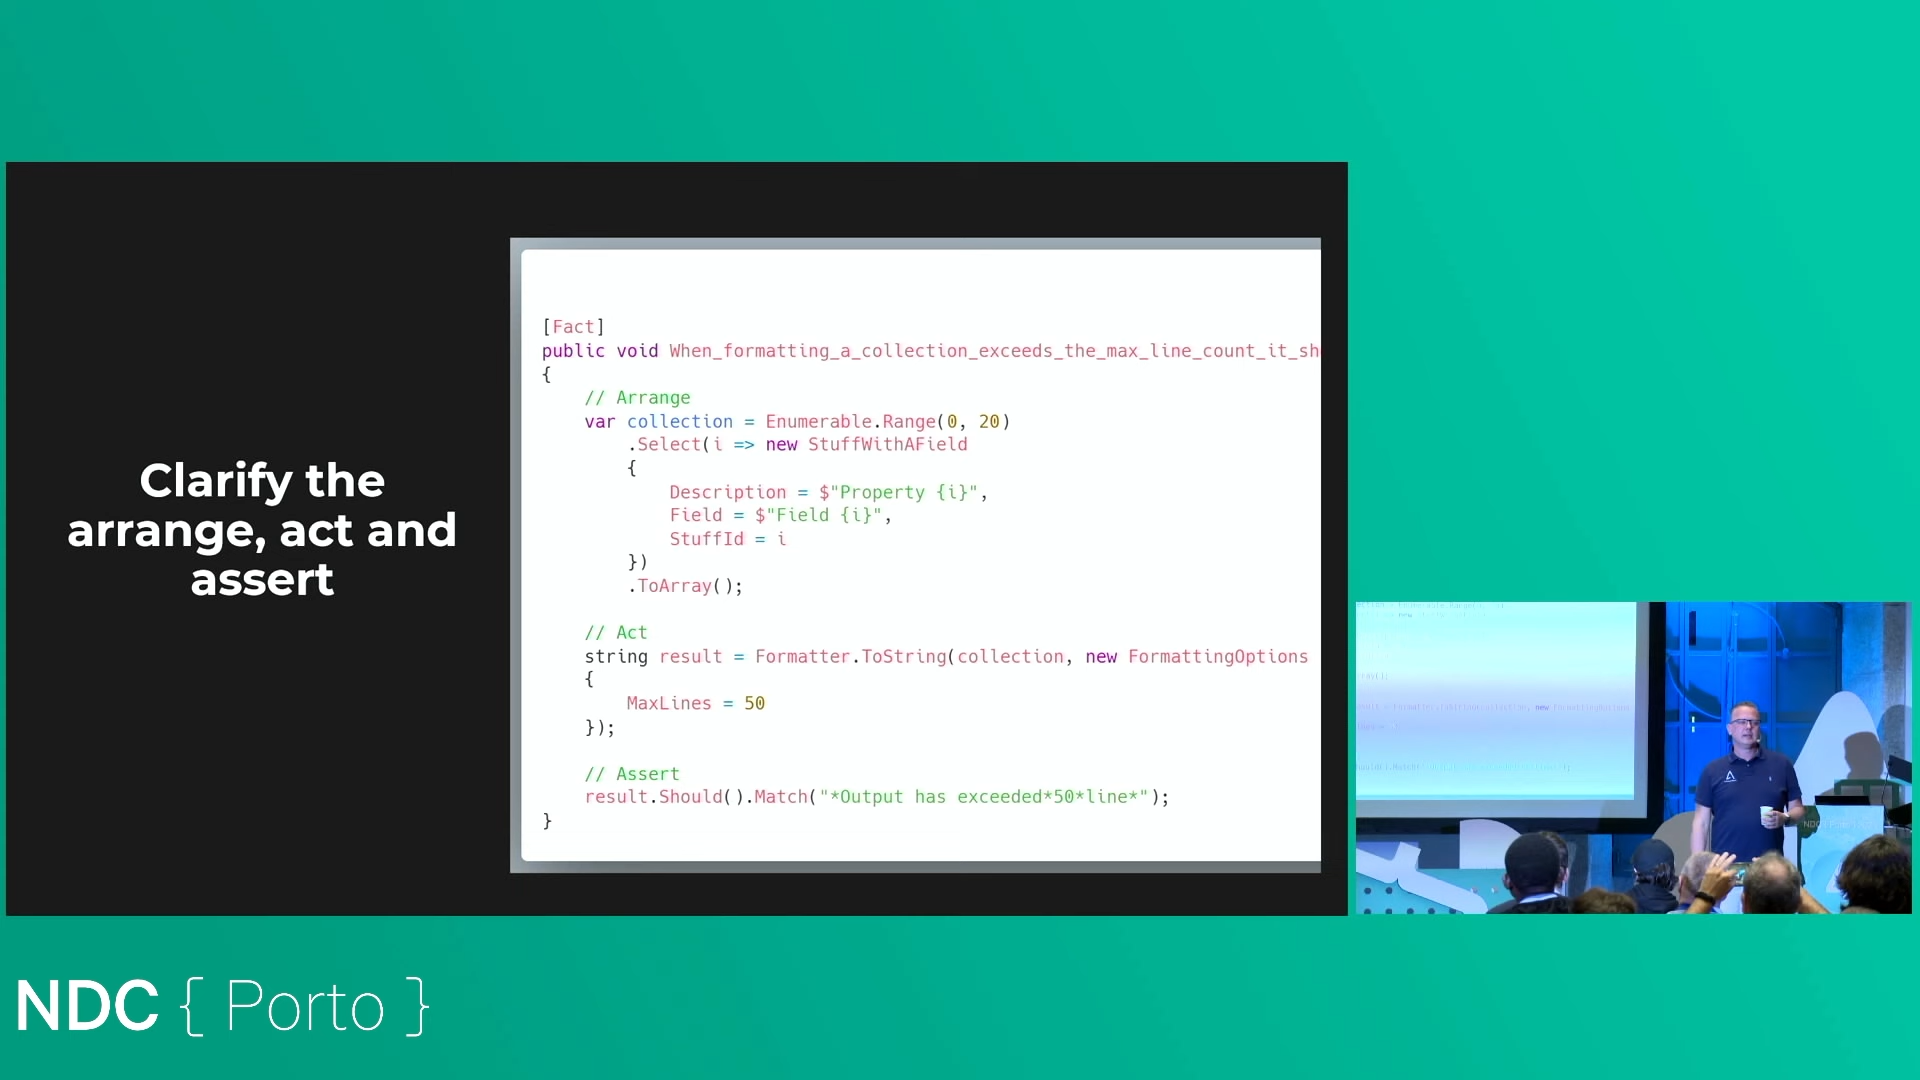 Clarify the
arrange, act and
assert
[Fact]
public void When_formatting_a_collection_exceeds_the_max_line_count_it_sh
{
    // Arrange
    var collection = Enumerable.Range(0, 20)
        .Select(i => new StuffWithAField
        {
            Description = $"Property {i}",
            Field = $"Field {i}",
            StuffId = i
        })
        .ToArray();

    // Act
    string result = Formatter.ToString(collection, new FormattingOptions
    {
        MaxLines = 50
    });

    // Assert
    result.Should().Match("*Output has exceeded*50*line*");
}
NDC { Porto }